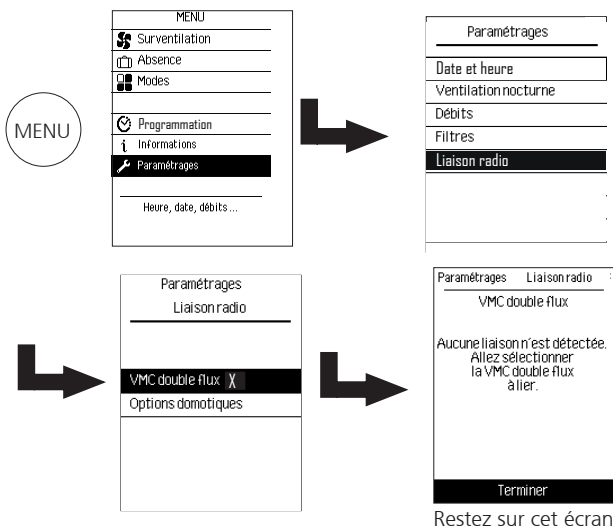 MENU
MENU
Surventilation
Absence
Modes
Programmation
Informations
Paramétrages
Heure, date, débits ...
Paramétrages
Date et heure
Ventilation nocturne
Débits
Filtres
Liaison radio
Paramétrages
Liaison radio
VMC double flux X
Options domotiques
Paramétrages Liaison radio
VMC double flux
Aucune liaison n'est détectée.
Allez sélectionner
la VMC double flux
à lier.
Terminer
Restez sur cet écran